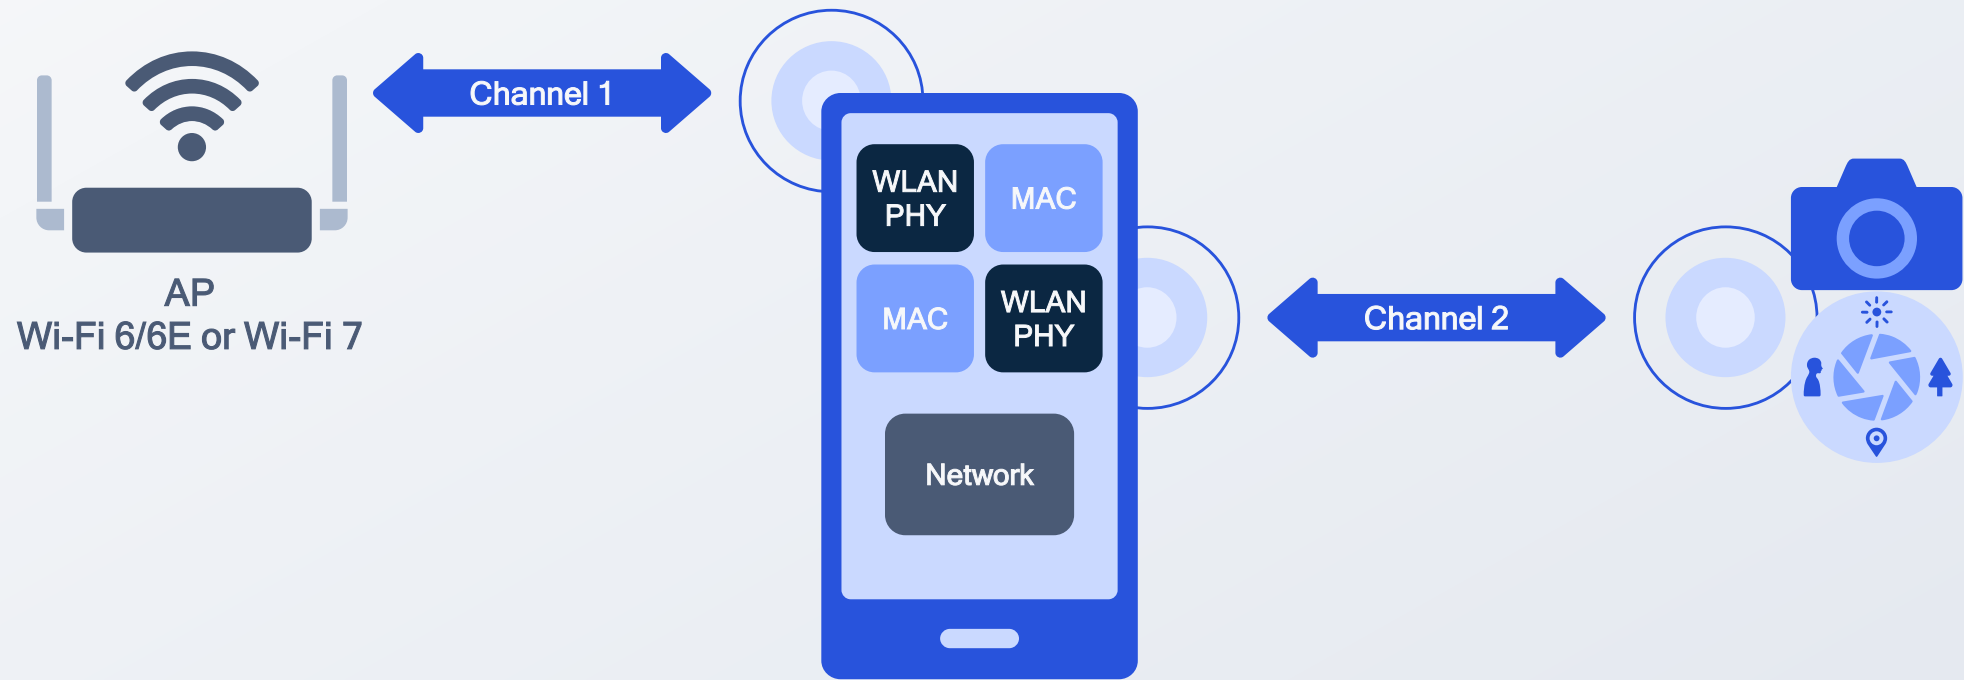 Channel 1
AP
Wi-Fi 6/6E or Wi-Fi 7
WLAN
PHY
MAC
MAC
WLAN
PHY
Network
Channel 2